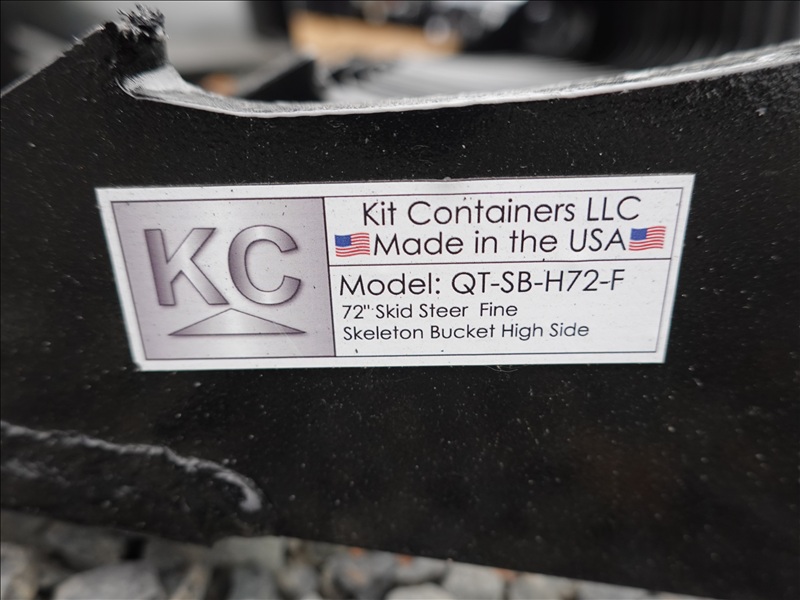 KC
Kit Containers LLC
Made in the USA
Model: QT-SB-H72-F
72" Skid Steer Fine
Skeleton Bucket High Side